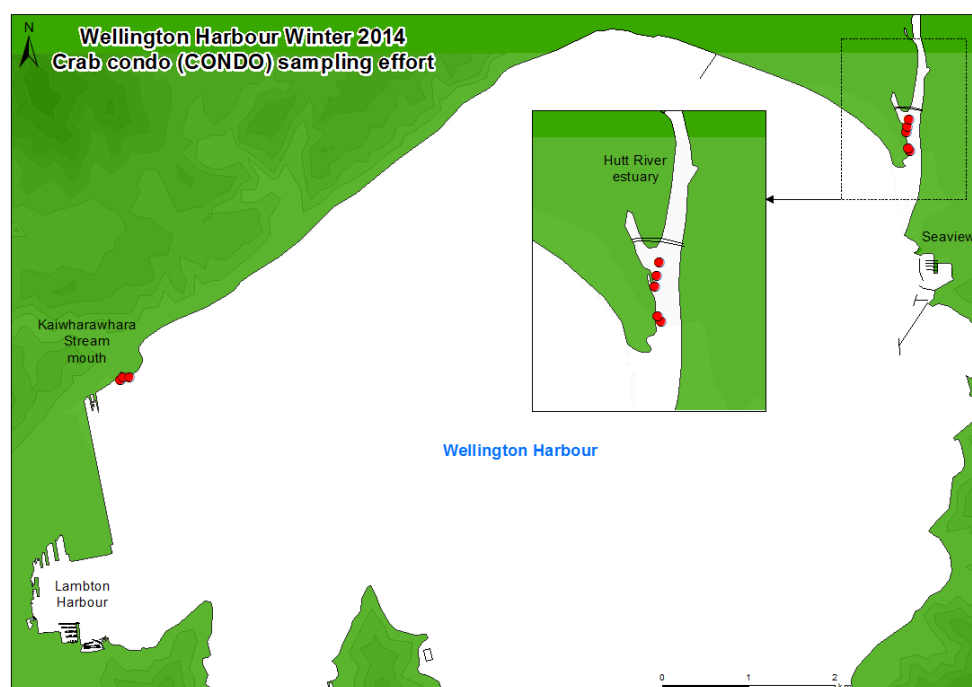 N
Wellington Harbour Winter 2014
Crab condo (CONDO) sampling effort
Hutt River
estuary
Seaview
Kaiwharawhara
Stream
mouth
Wellington Harbour
Lambton
Harbour
0 1 2